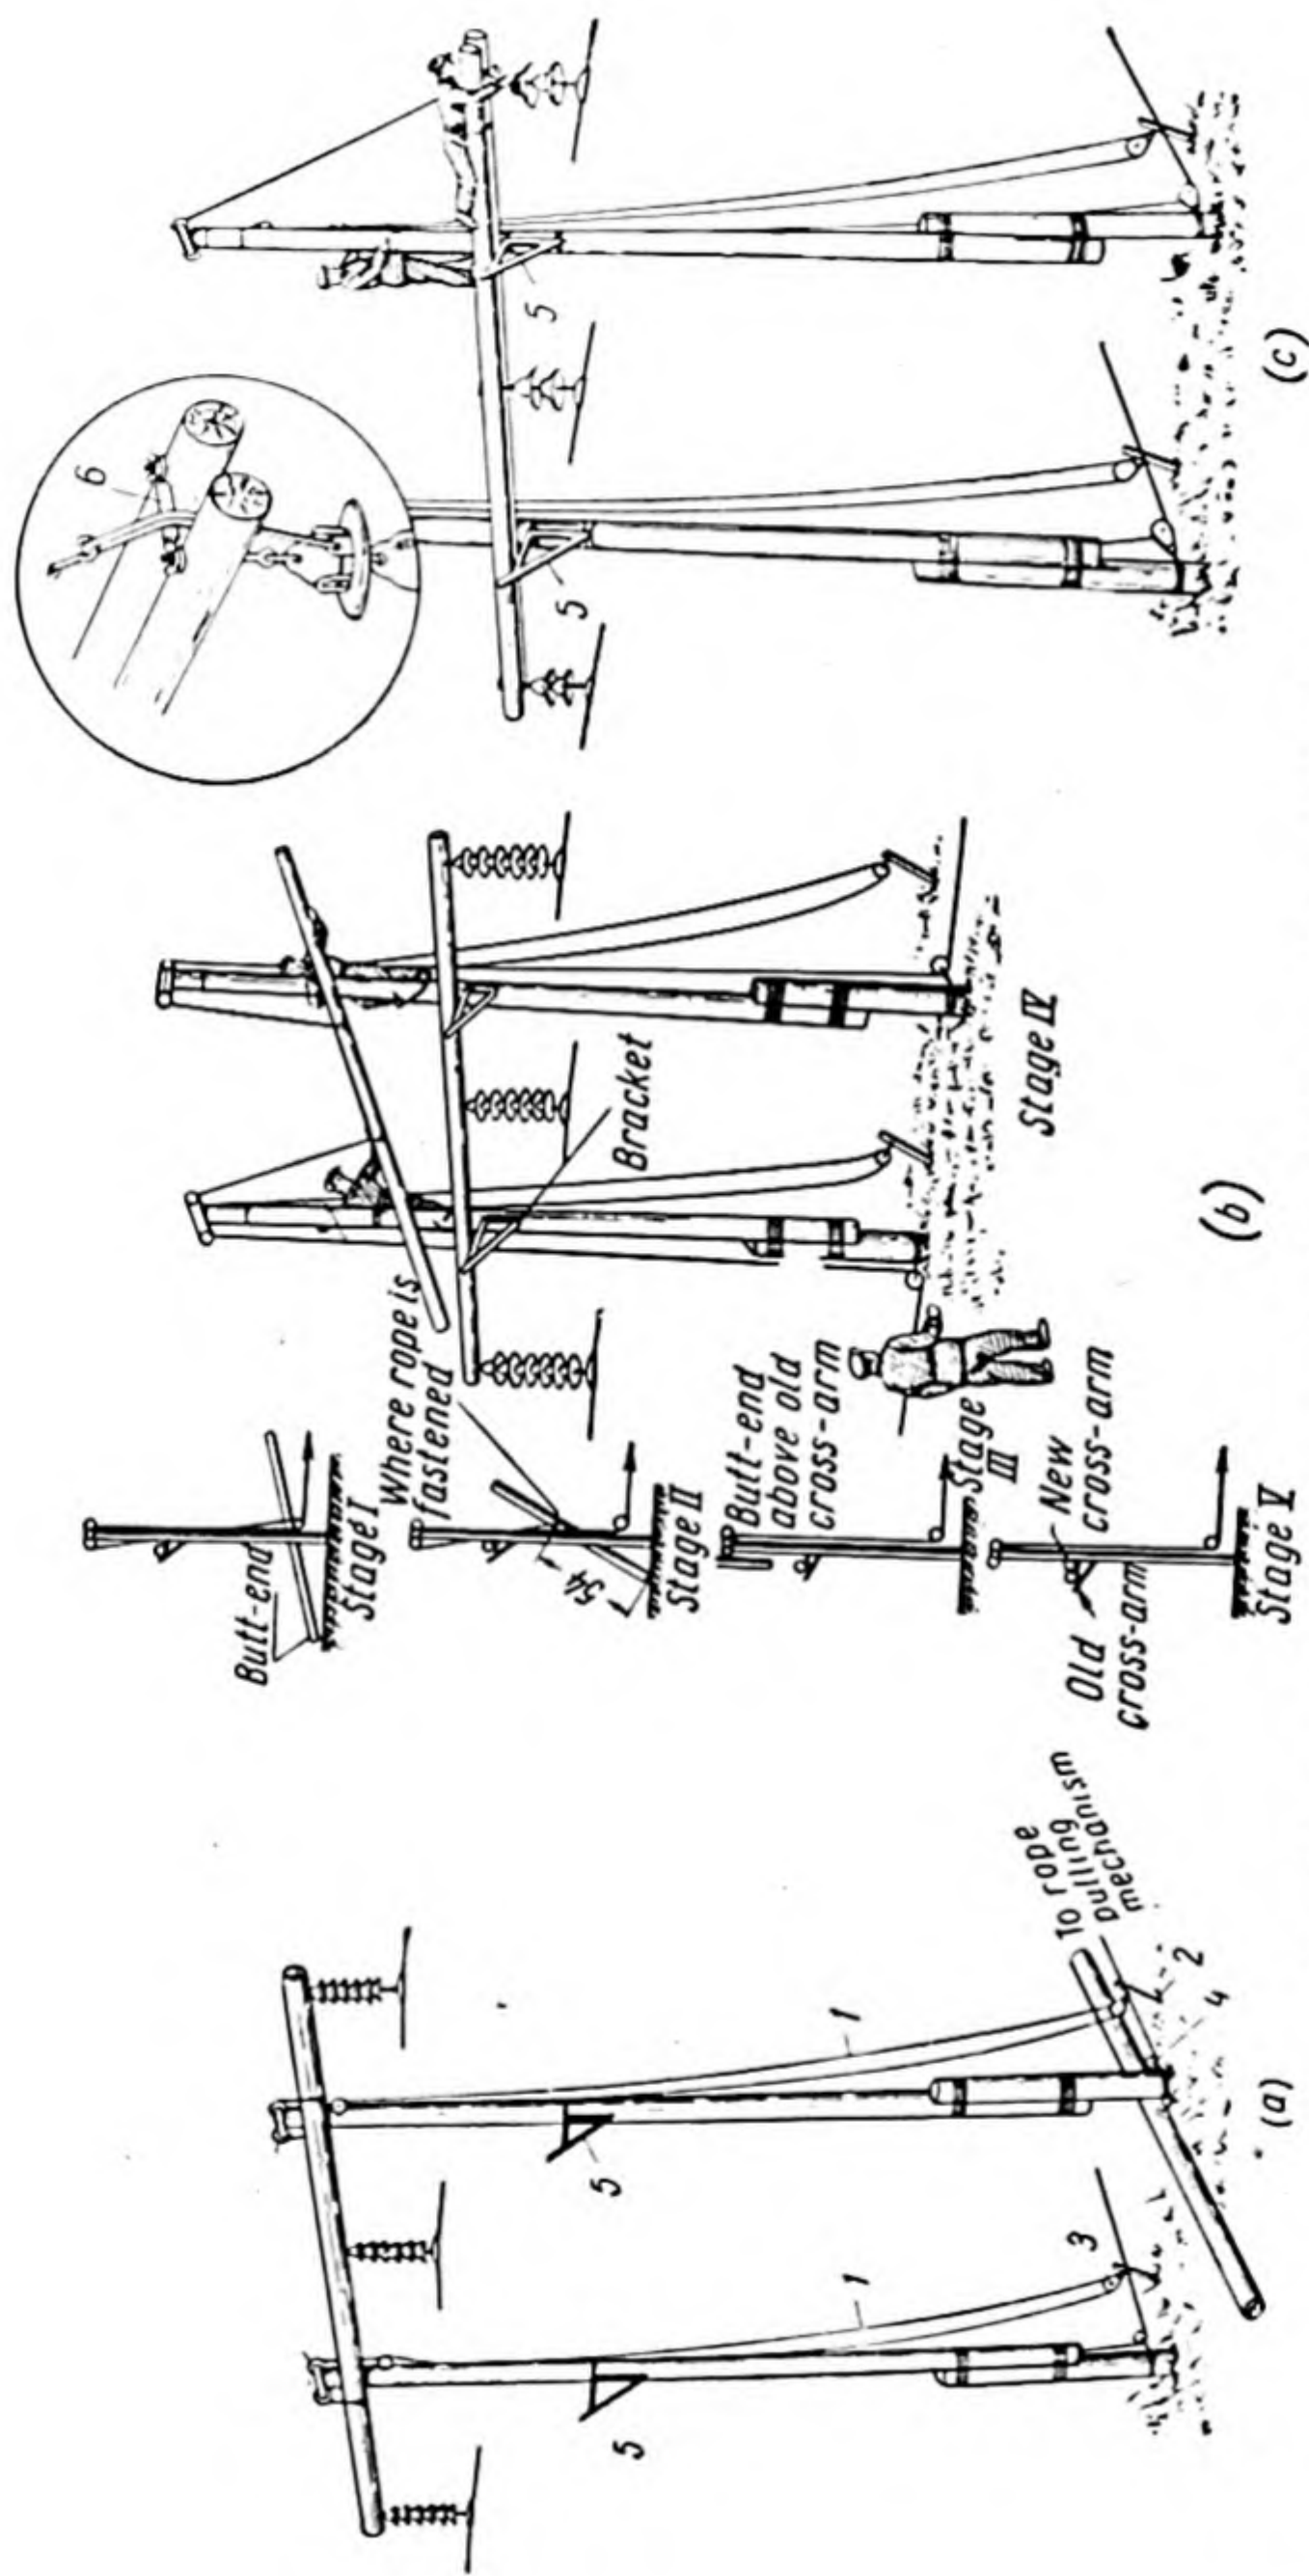 5
5
1
1
3
2
4
To rope
pulling
mechanism
(a)
Butt-end
Stage I
Where rope is
fastened
54
Stage II
Butt-end
above old
cross-arm
Stage
III
New
cross-arm
Old
cross-arm
Stage V
Bracket
Stage IV
(b)
6
5
5
(c)